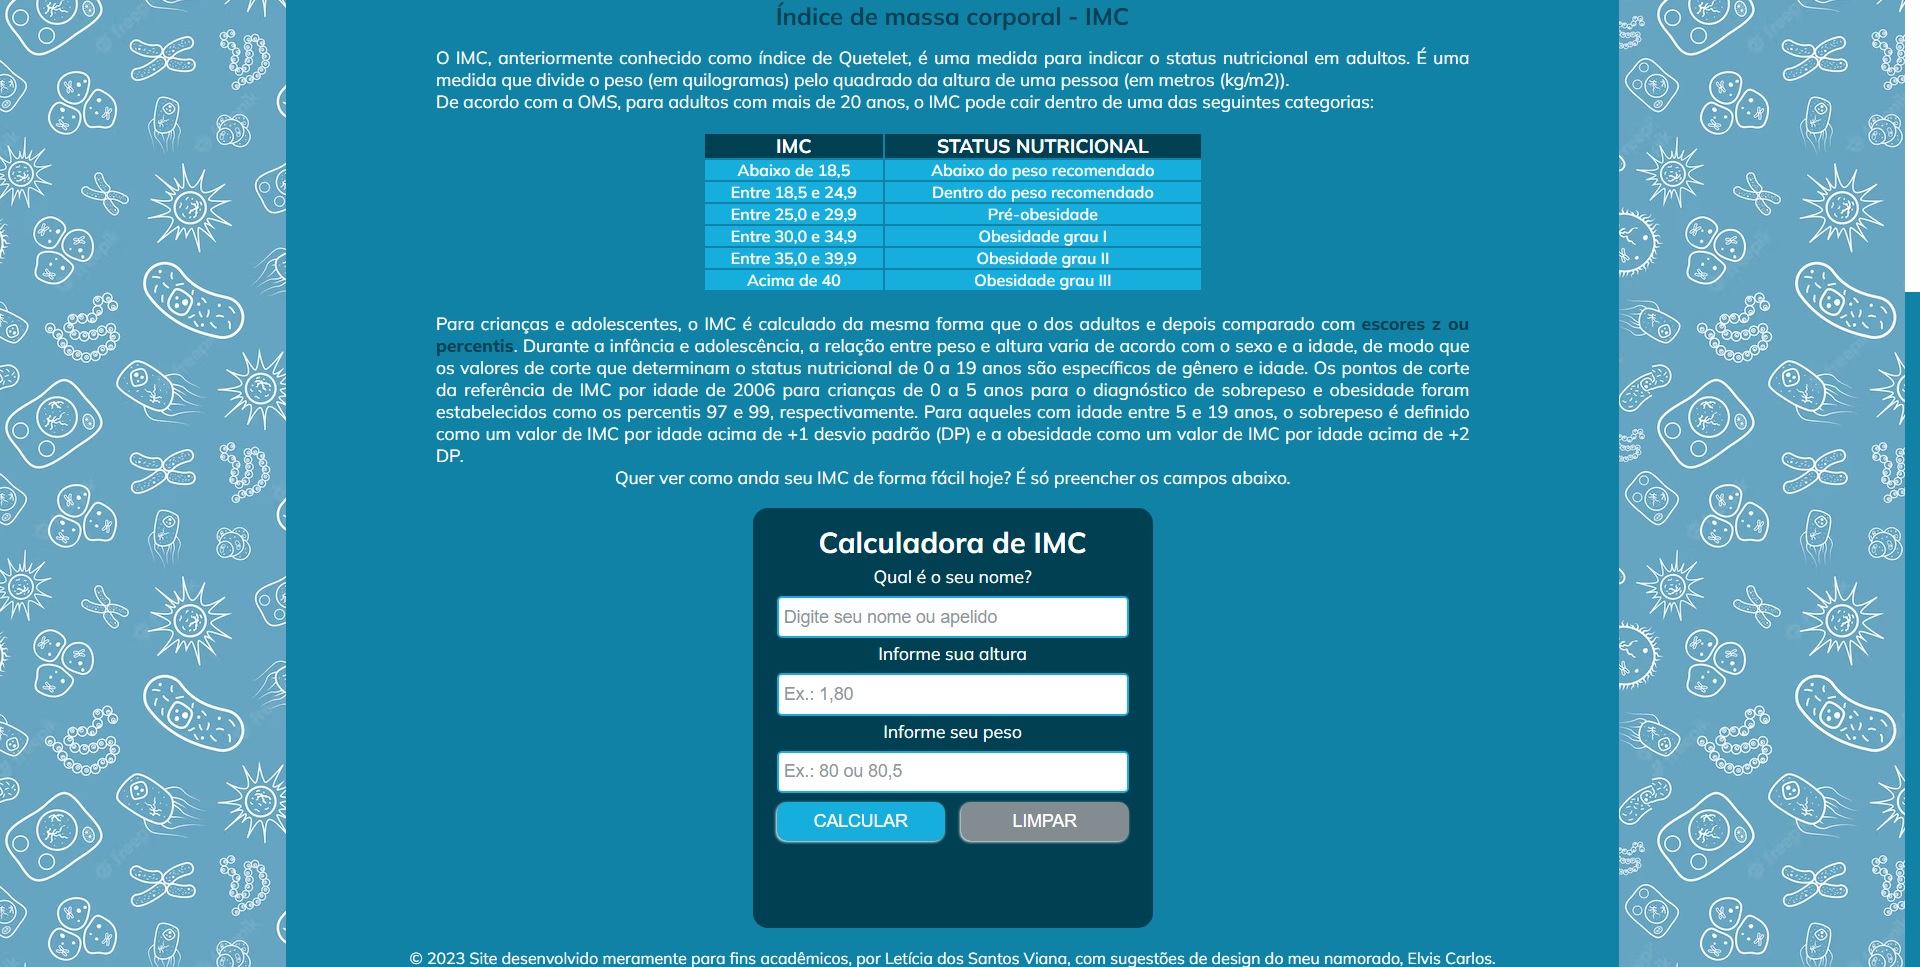 Índice de massa corporal - IMC
O IMC, anteriormente conhecido como índice de Quetelet, é uma medida para indicar o status nutricional em adultos. É uma
medida que divide o peso (em quilogramas) pelo quadrado da altura de uma pessoa (em metros (kg/m2)).
De acordo com a OMS, para adultos com mais de 20 anos, o IMC pode cair dentro de uma das seguintes categorias:
IMC STATUS NUTRICIONAL
Abaixo de 18,5 Abaixo do peso recomendado
Entre 18,5 e 24,9 Dentro do peso recomendado
Entre 25,0 e 29,9 Pré-obesidade
Entre 30,0 e 34,9 Obesidade grau I
Entre 35,0 e 39,9 Obesidade grau II
Acima de 40 Obesidade grau III
Para crianças e adolescentes, o IMC é calculado da mesma forma que o dos adultos e depois comparado com escores z ou
percentis. Durante a infância e adolescência, a relação entre peso e altura varia de acordo com o sexo e a idade, de modo que
os valores de corte que determinam o status nutricional de 0 a 19 anos são específicos de gênero e idade. Os pontos de corte
da referência de IMC por idade de 2006 para crianças de 0 a 5 anos para o diagnóstico de sobrepeso e obesidade foram
estabelecidos como os percentis 97 e 99, respectivamente. Para aqueles com idade entre 5 e 19 anos, o sobrepeso é definido
como um valor de IMC por idade acima de +1 desvio padrão (DP) e a obesidade como um valor de IMC por idade acima de +2
DP.
Quer ver como anda seu IMC de forma fácil hoje? É só preencher os campos abaixo.
Calculadora de IMC
Qual é o seu nome?
Digite seu nome ou apelido
Informe sua altura
Ex.: 1,80
Informe seu peso
Ex.: 80 ou 80,5
CALCULAR LIMPAR
© 2023 Site desenvolvido meramente para fins acadêmicos, por Letícia dos Santos Viana, com sugestões de design do meu namorado, Elvis Carlos.